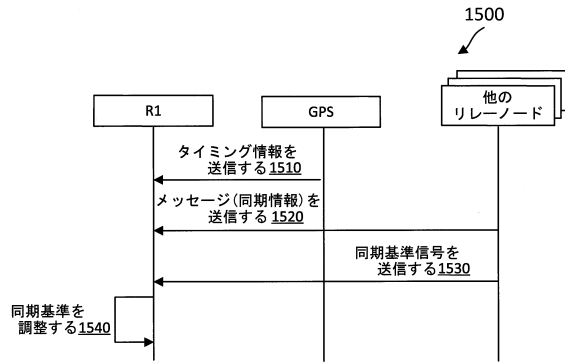 1500
R1
GPS
他の
リレーノード
タイミング情報を
送信する1510
メッセージ(同期情報)を
送信する1520
同期基準信号を
送信する1530
同期基準を
調整する1540